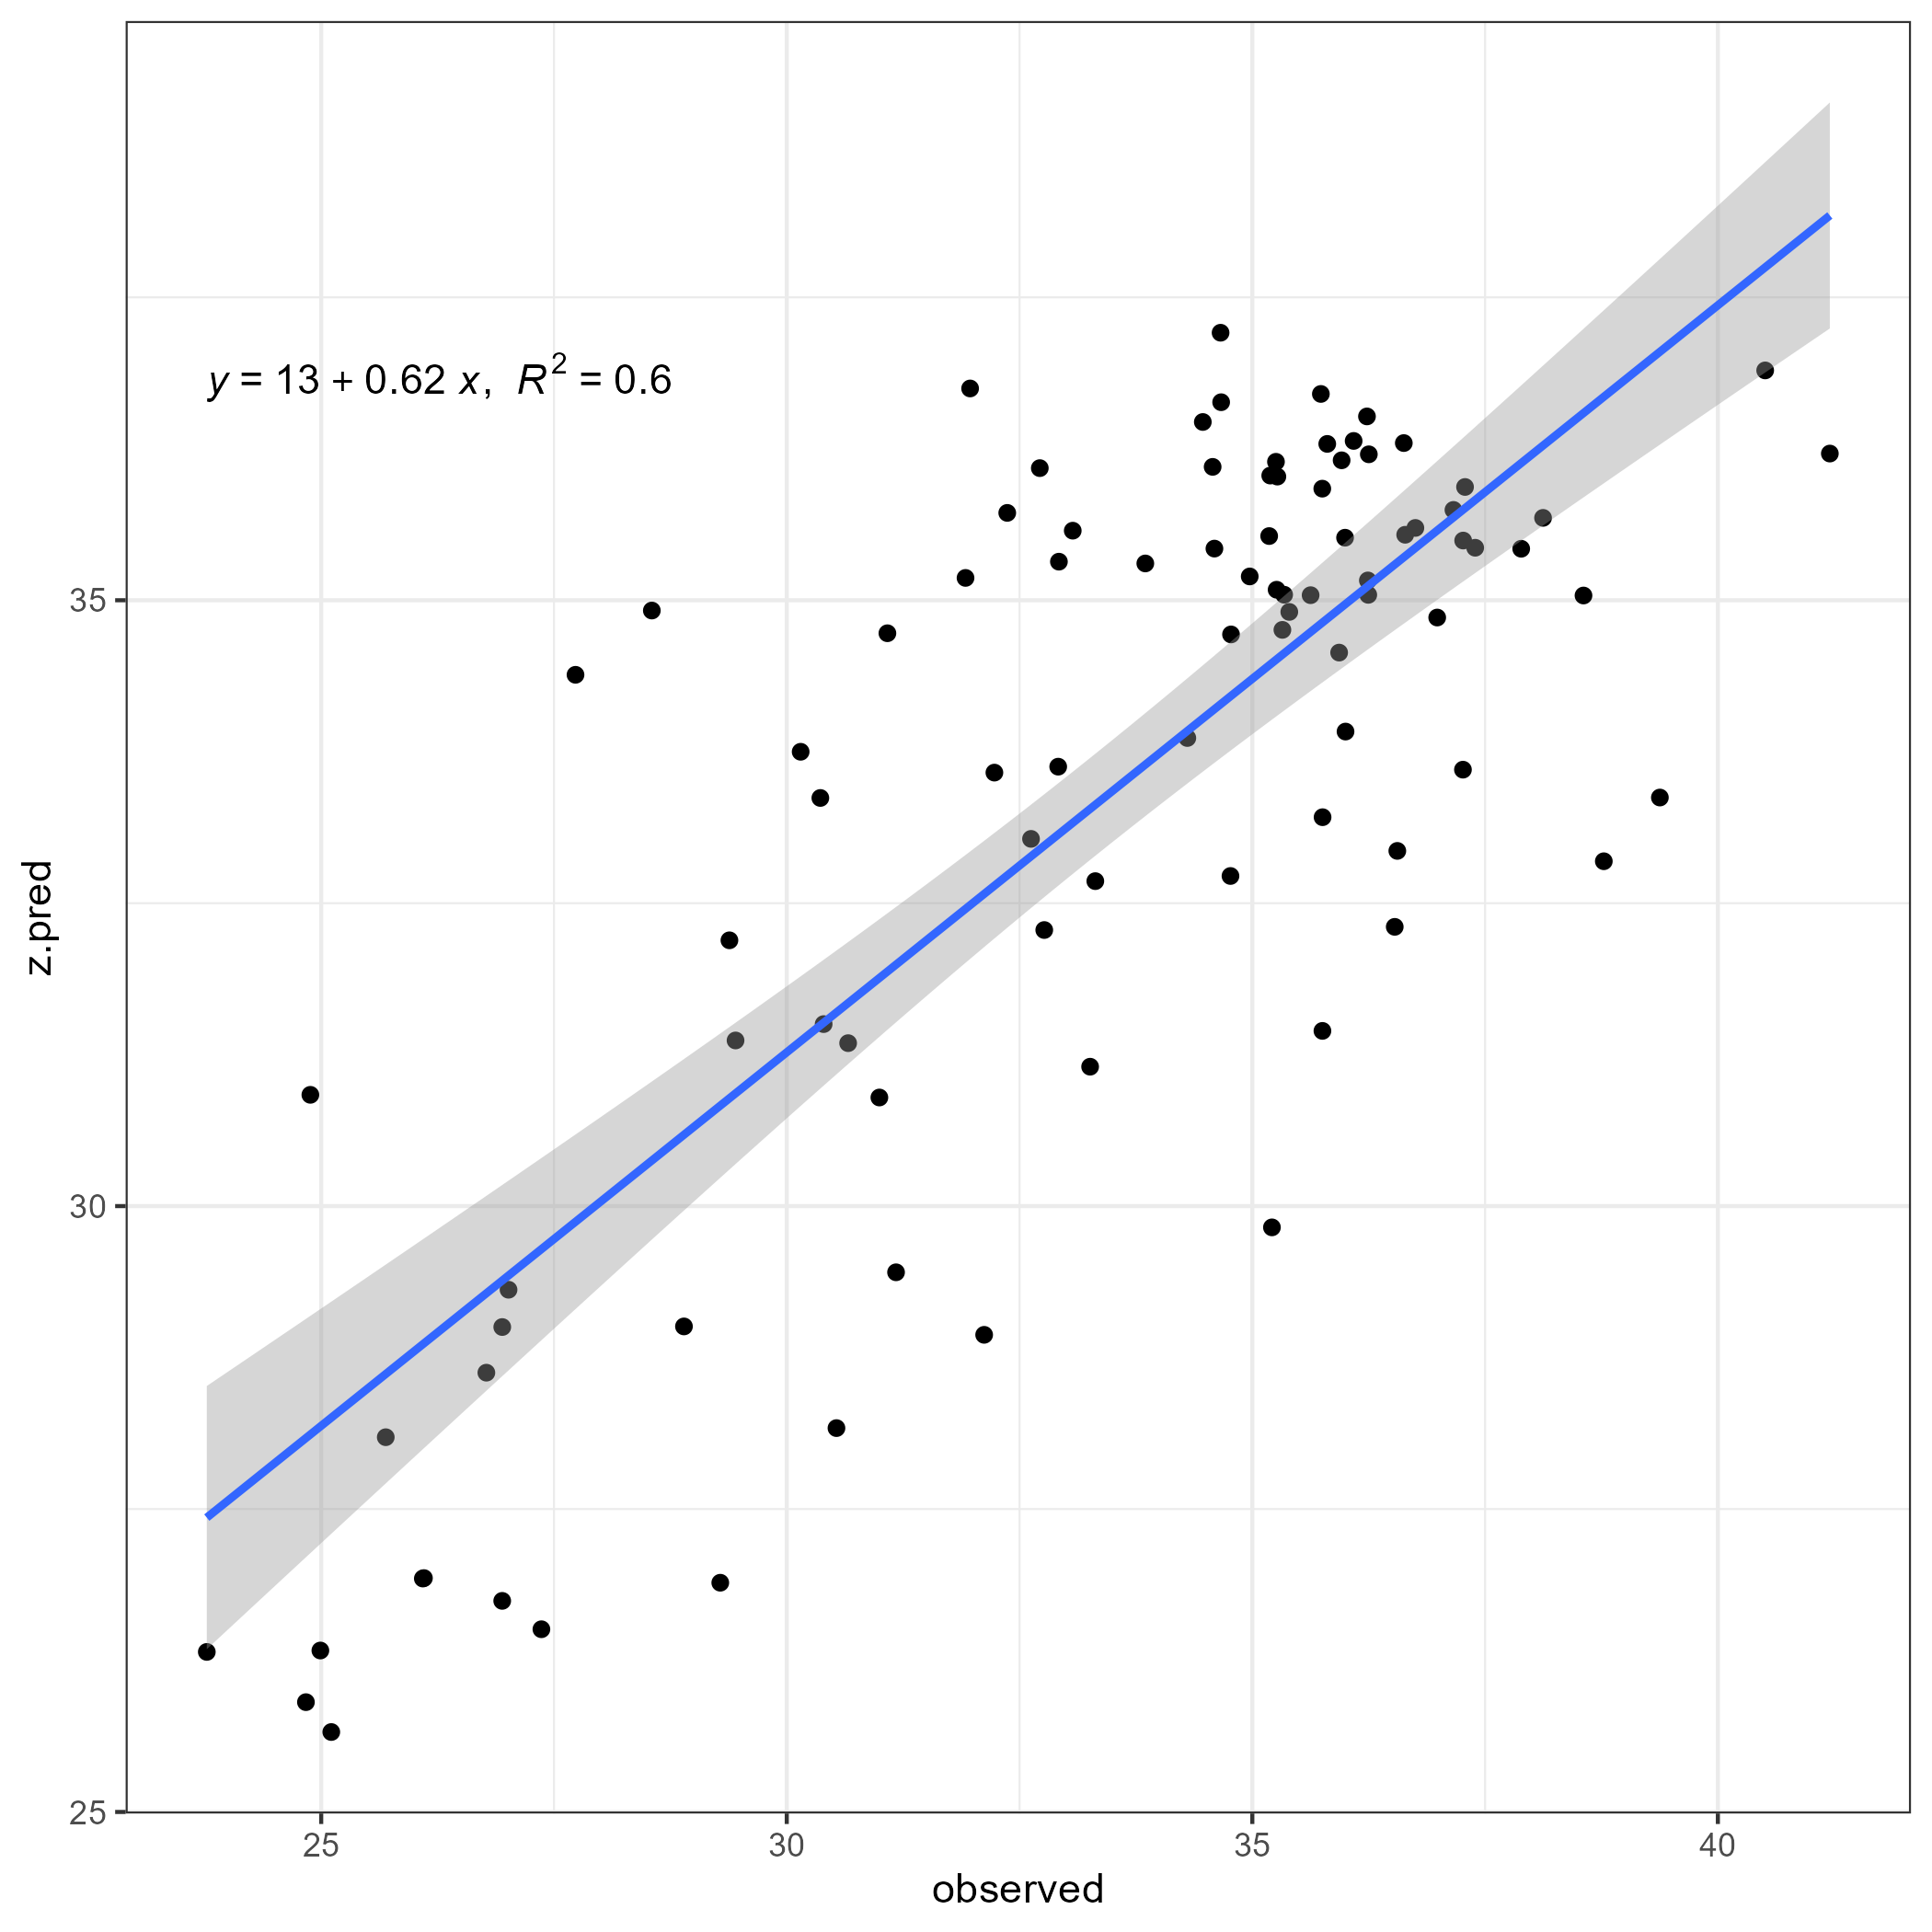 y = 13 + 0.62 x, R² = 0.6
z.pred
35
30
25
25 30 35 40
observed